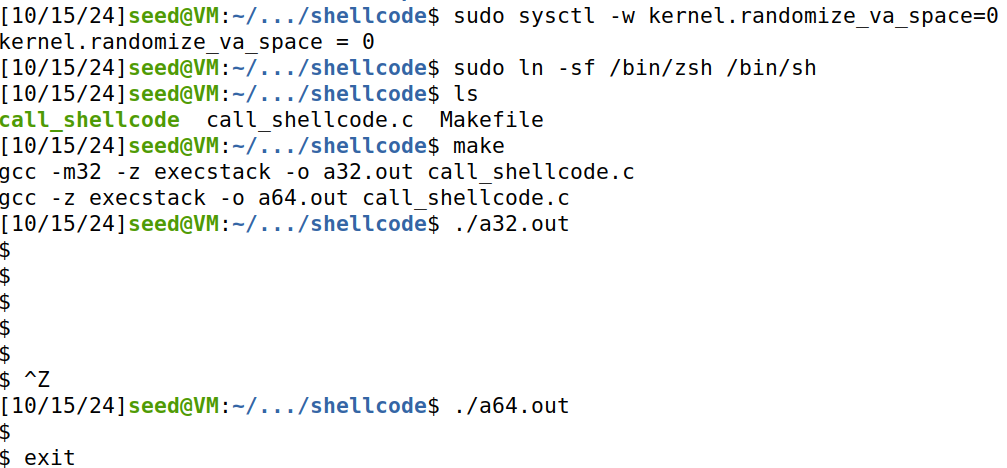 [10/15/24]seed@VM:~/.../shellcode$ sudo sysctl -w kernel.randomize_va_space=0
kernel.randomize_va_space = 0
[10/15/24]seed@VM:~/.../shellcode$ sudo ln -sf /bin/zsh /bin/sh
[10/15/24]seed@VM:~/.../shellcode$ ls
call_shellcode  call_shellcode.c  Makefile
[10/15/24]seed@VM:~/.../shellcode$ make
gcc -m32 -z execstack -o a32.out call_shellcode.c
gcc -z execstack -o a64.out call_shellcode.c
[10/15/24]seed@VM:~/.../shellcode$ ./a32.out
$
$
$
$
$
$ ^Z
[10/15/24]seed@VM:~/.../shellcode$ ./a64.out
$
$ exit